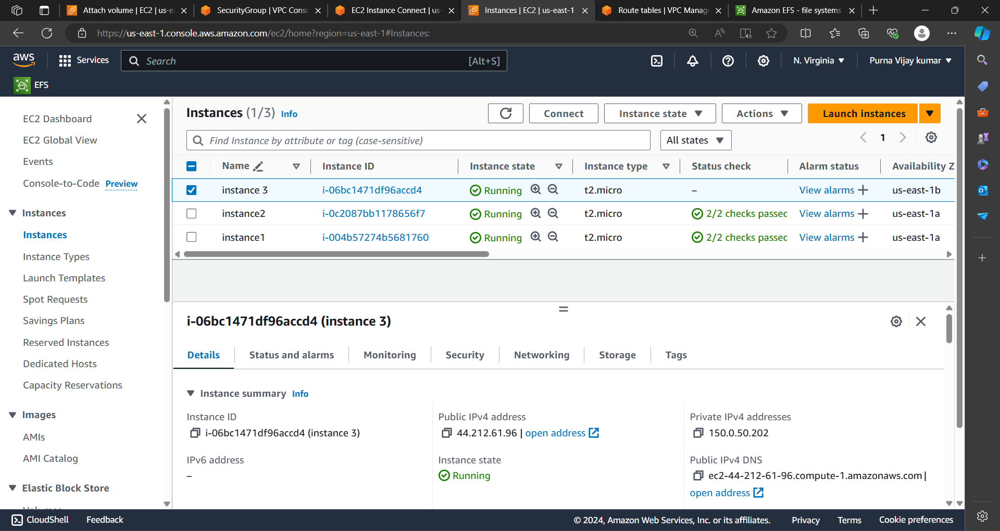 Attach volume | EC2 | us-e
SecurityGroup | VPC Conso
EC2 Instance Connect | us-
Instances | EC2 | us-east-1
Route tables | VPC Manag
Amazon EFS - file systems
https://us-east-1.console.aws.amazon.com/ec2/home?region=us-east-1#Instances:
aws
Services
Search
[Alt+S]
N. Virginia
Purna Vijay kumar
EFS
EC2 Dashboard
EC2 Global View
Events
Console-to-Code Preview
Instances
Instances
Instance Types
Launch Templates
Spot Requests
Savings Plans
Reserved Instances
Dedicated Hosts
Capacity Reservations
Images
AMIs
AMI Catalog
Elastic Block Store
Instances (1/3) Info
Connect
Instance state
Actions
Launch instances
Find Instance by attribute or tag (case-sensitive)
All states
1
Name Instance ID Instance state Instance type Status check Alarm status Availability Z
instance 3 i-06bc1471df96accd4 Running t2.micro – View alarms us-east-1b
instance2 i-0c2087bb1178656f7 Running t2.micro 2/2 checks passec View alarms us-east-1a
instance1 i-004b57274b5681760 Running t2.micro 2/2 checks passec View alarms us-east-1a
i-06bc1471df96accd4 (instance 3)
Details Status and alarms Monitoring Security Networking Storage Tags
Instance summary Info
Instance ID
i-06bc1471df96accd4 (instance 3)
Public IPv4 address
44.212.61.96 | open address
Private IPv4 addresses
150.0.50.202
IPv6 address
–
Instance state
Running
Public IPv4 DNS
ec2-44-212-61-96.compute-1.amazonaws.com |
open address
CloudShell
Feedback
© 2024, Amazon Web Services, Inc. or its affiliates.
Privacy
Terms
Cookie preferences